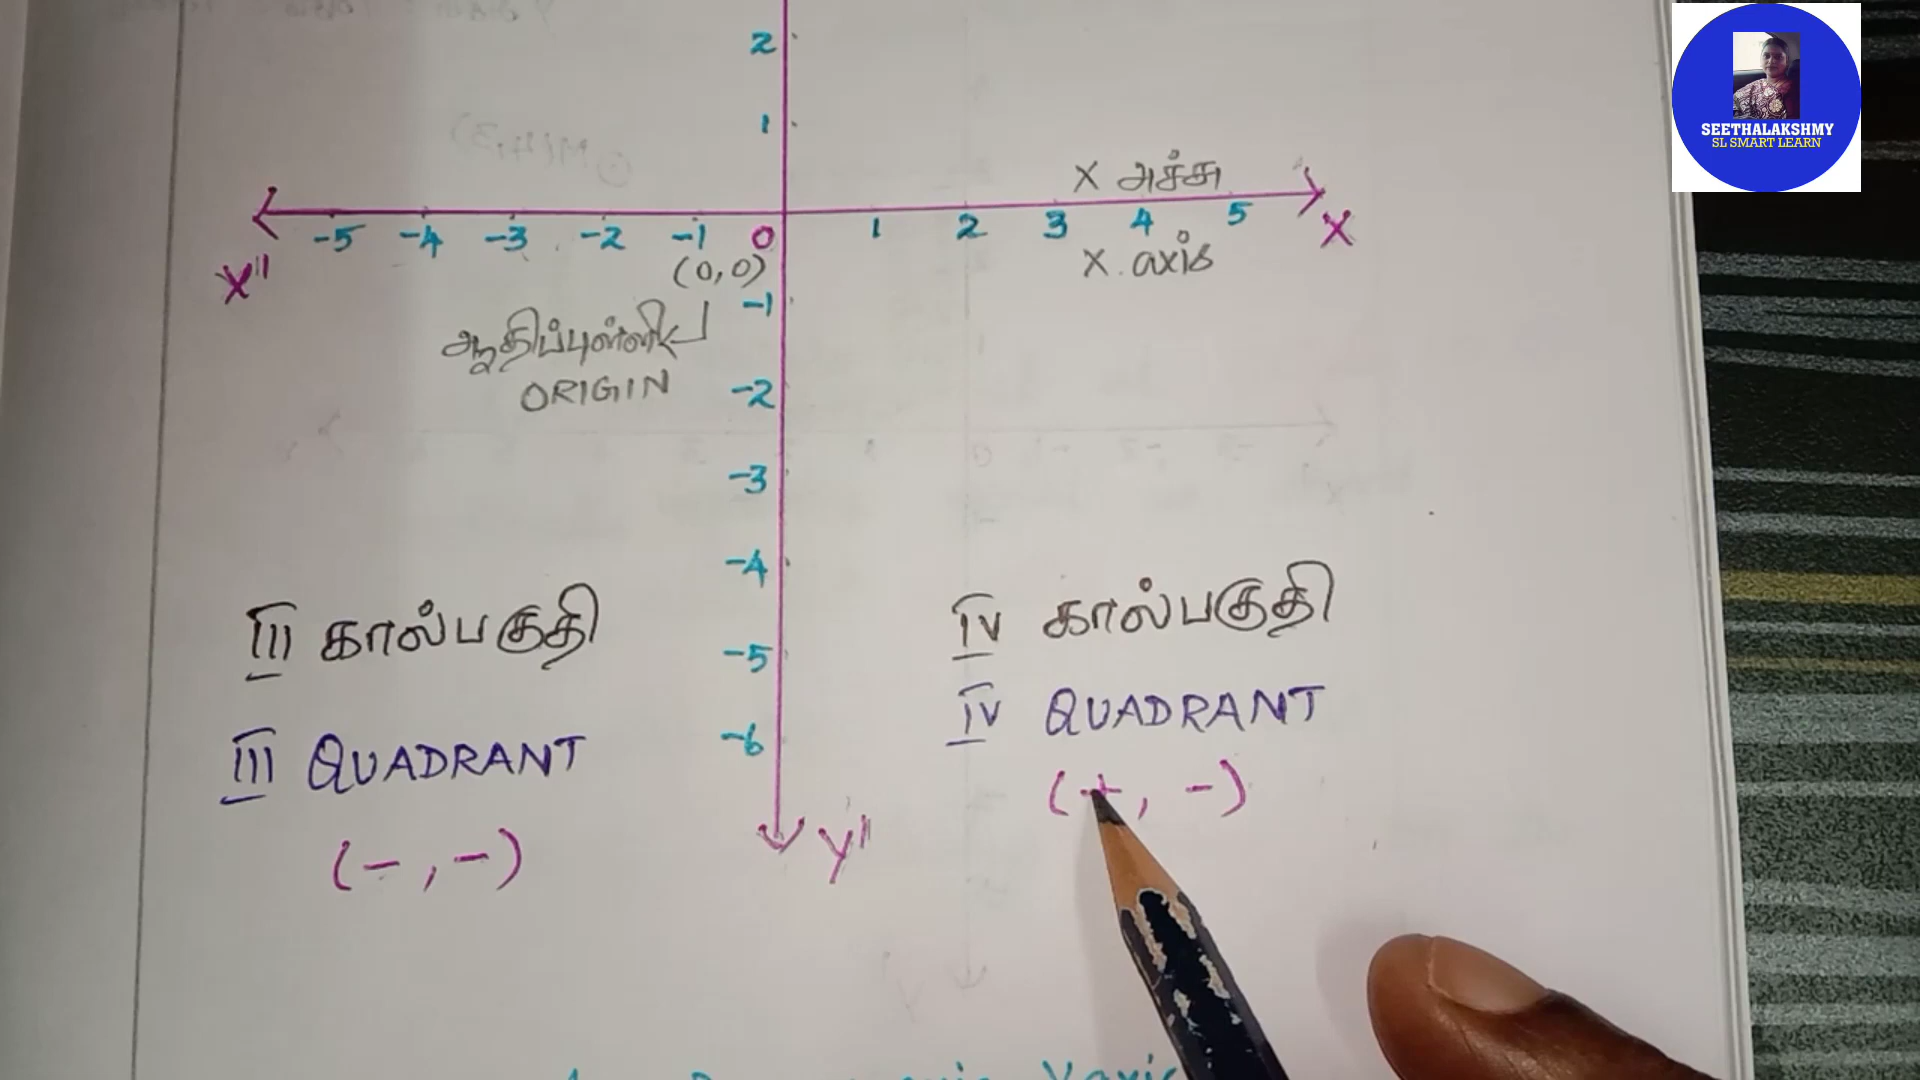 2
1
X அச்சு
-5 -4 -3 -2 -1 0 1 2 3 4 5 X
X" (0,0) X. axis
-1
ஆதிப்புள்ளி
ORIGIN
-2
-3
-4
III கால்பகுதி
IV கால்பகுதி
-5
III QUADRANT
IV QUADRANT
-6
(-,-)
(+, -)
Y"
SEETHALAKSHMY
SL SMART LEARN